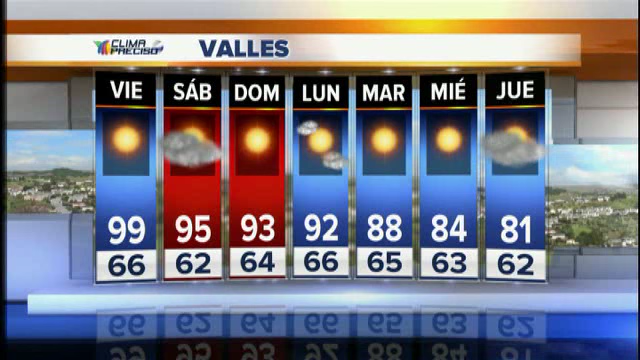 CLIMA
PRECISO
VALLES
VIE SÁB DOM LUN MAR MIÉ JUE
99 95 93 92 88 84 81
66 62 64 66 65 63 62